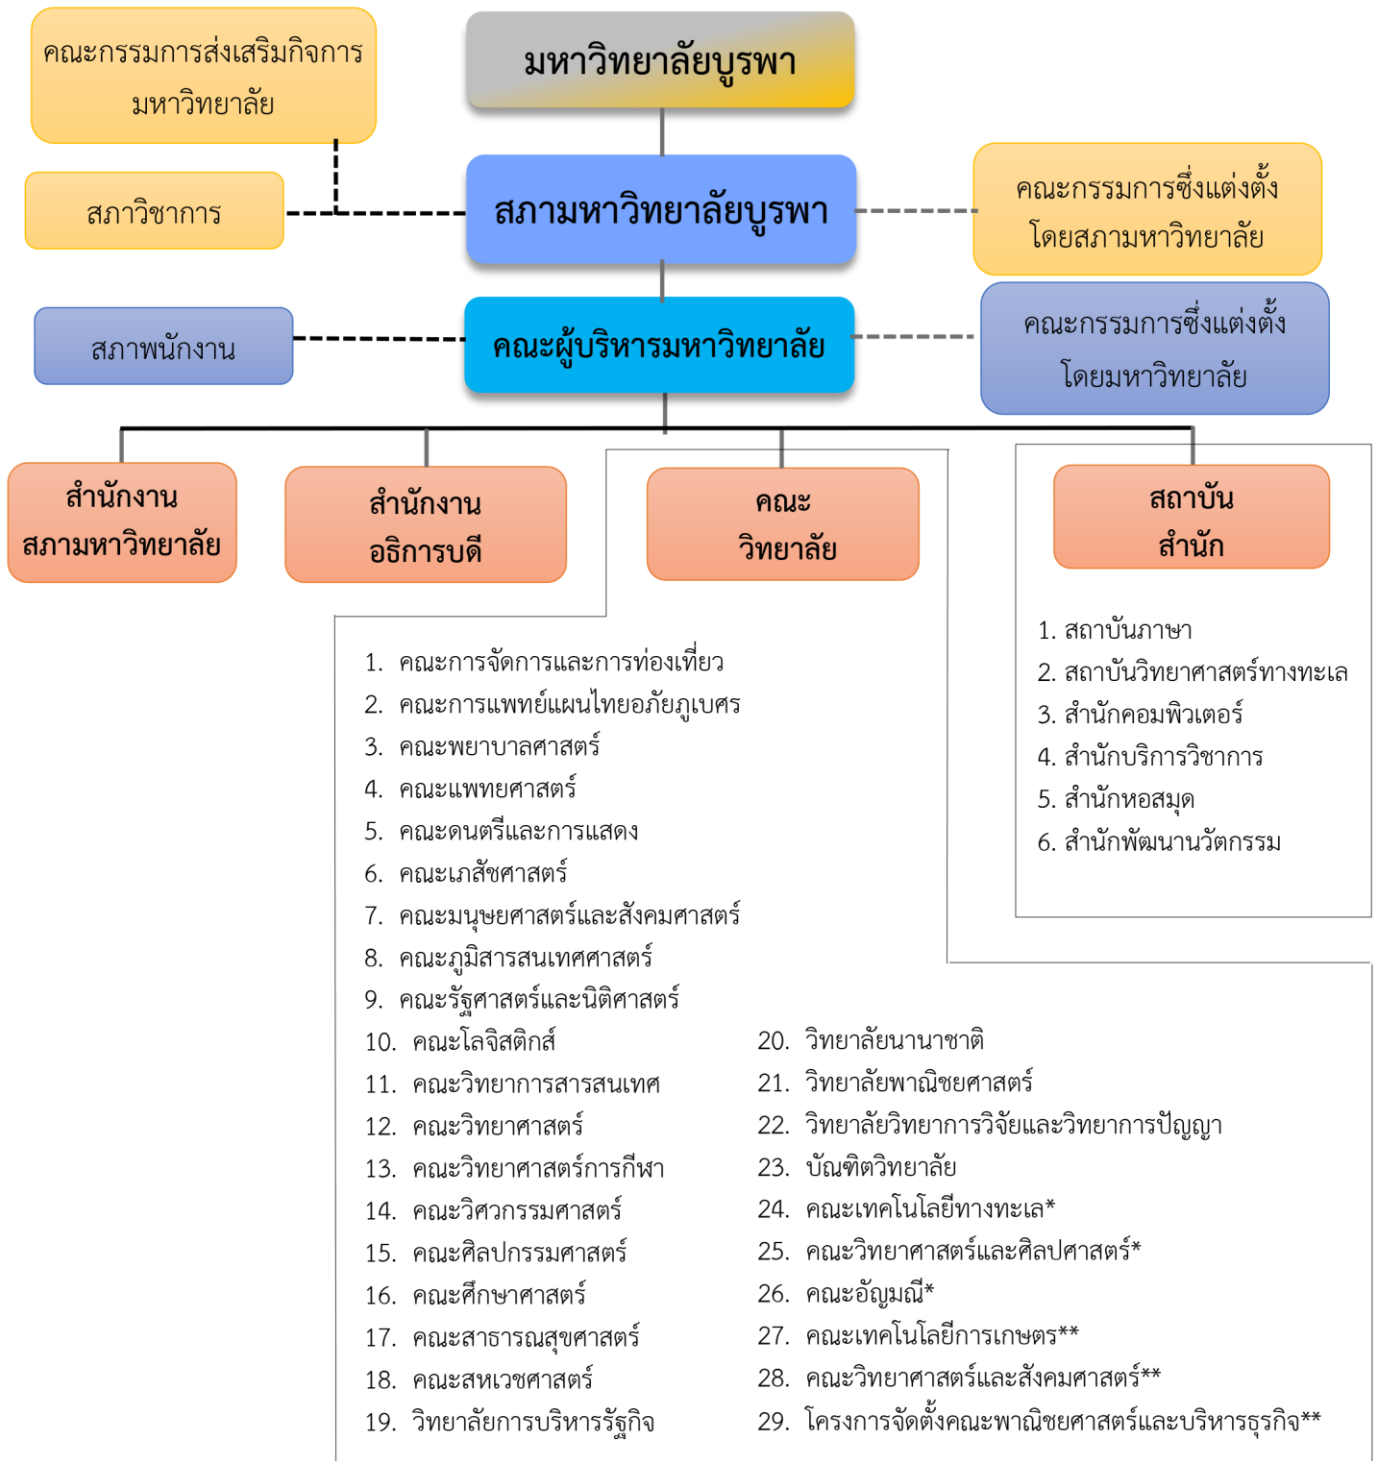 คณะกรรมการส่งเสริมกิจการ
มหาวิทยาลัย
มหาวิทยาลัยบูรพา
สภาวิชาการ
สภามหาวิทยาลัยบูรพา
คณะกรรมการซึ่งแต่งตั้ง
โดยสภามหาวิทยาลัย
สภาพนักงาน
คณะผู้บริหารมหาวิทยาลัย
คณะกรรมการซึ่งแต่งตั้ง
โดยมหาวิทยาลัย
สำนักงาน
สภามหาวิทยาลัย
สำนักงาน
อธิการบดี
คณะ
วิทยาลัย
สถาบัน
สำนัก
1. คณะการจัดการและการท่องเที่ยว
2. คณะการแพทย์แผนไทยอภัยภูเบศร
3. คณะพยาบาลศาสตร์
4. คณะแพทยศาสตร์
5. คณะดนตรีและการแสดง
6. คณะเภสัชศาสตร์
7. คณะมนุษยศาสตร์และสังคมศาสตร์
8. คณะภูมิสารสนเทศศาสตร์
9. คณะรัฐศาสตร์และนิติศาสตร์
10. คณะโลจิสติกส์
11. คณะวิทยาการสารสนเทศ
12. คณะวิทยาศาสตร์
13. คณะวิทยาศาสตร์การกีฬา
14. คณะวิศวกรรมศาสตร์
15. คณะศิลปกรรมศาสตร์
16. คณะศึกษาศาสตร์
17. คณะสาธารณสุขศาสตร์
18. คณะสหเวชศาสตร์
19. วิทยาลัยการบริหารรัฐกิจ
20. วิทยาลัยนานาชาติ
21. วิทยาลัยพาณิชยศาสตร์
22. วิทยาลัยวิทยาการวิจัยและวิทยาการปัญญา
23. บัณฑิตวิทยาลัย
24. คณะเทคโนโลยีทางทะเล*
25. คณะวิทยาศาสตร์และศิลปศาสตร์*
26. คณะอัญมณี*
27. คณะเทคโนโลยีการเกษตร**
28. คณะวิทยาศาสตร์และสังคมศาสตร์**
29. โครงการจัดตั้งคณะพาณิชยศาสตร์และบริหารธุรกิจ**
1. สถาบันภาษา
2. สถาบันวิทยาศาสตร์ทางทะเล
3. สำนักคอมพิวเตอร์
4. สำนักบริการวิชาการ
5. สำนักหอสมุด
6. สำนักพัฒนานวัตกรรม